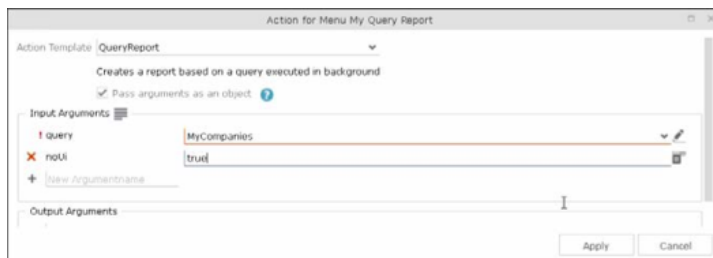 Action for Menu My Query Report
Action Template QueryReport
Creates a report based on a query executed in background
Pass arguments as an object ?
Input Arguments
! query MyCompanies
noUi true
+ New Argumentname
Output Arguments
Apply Cancel